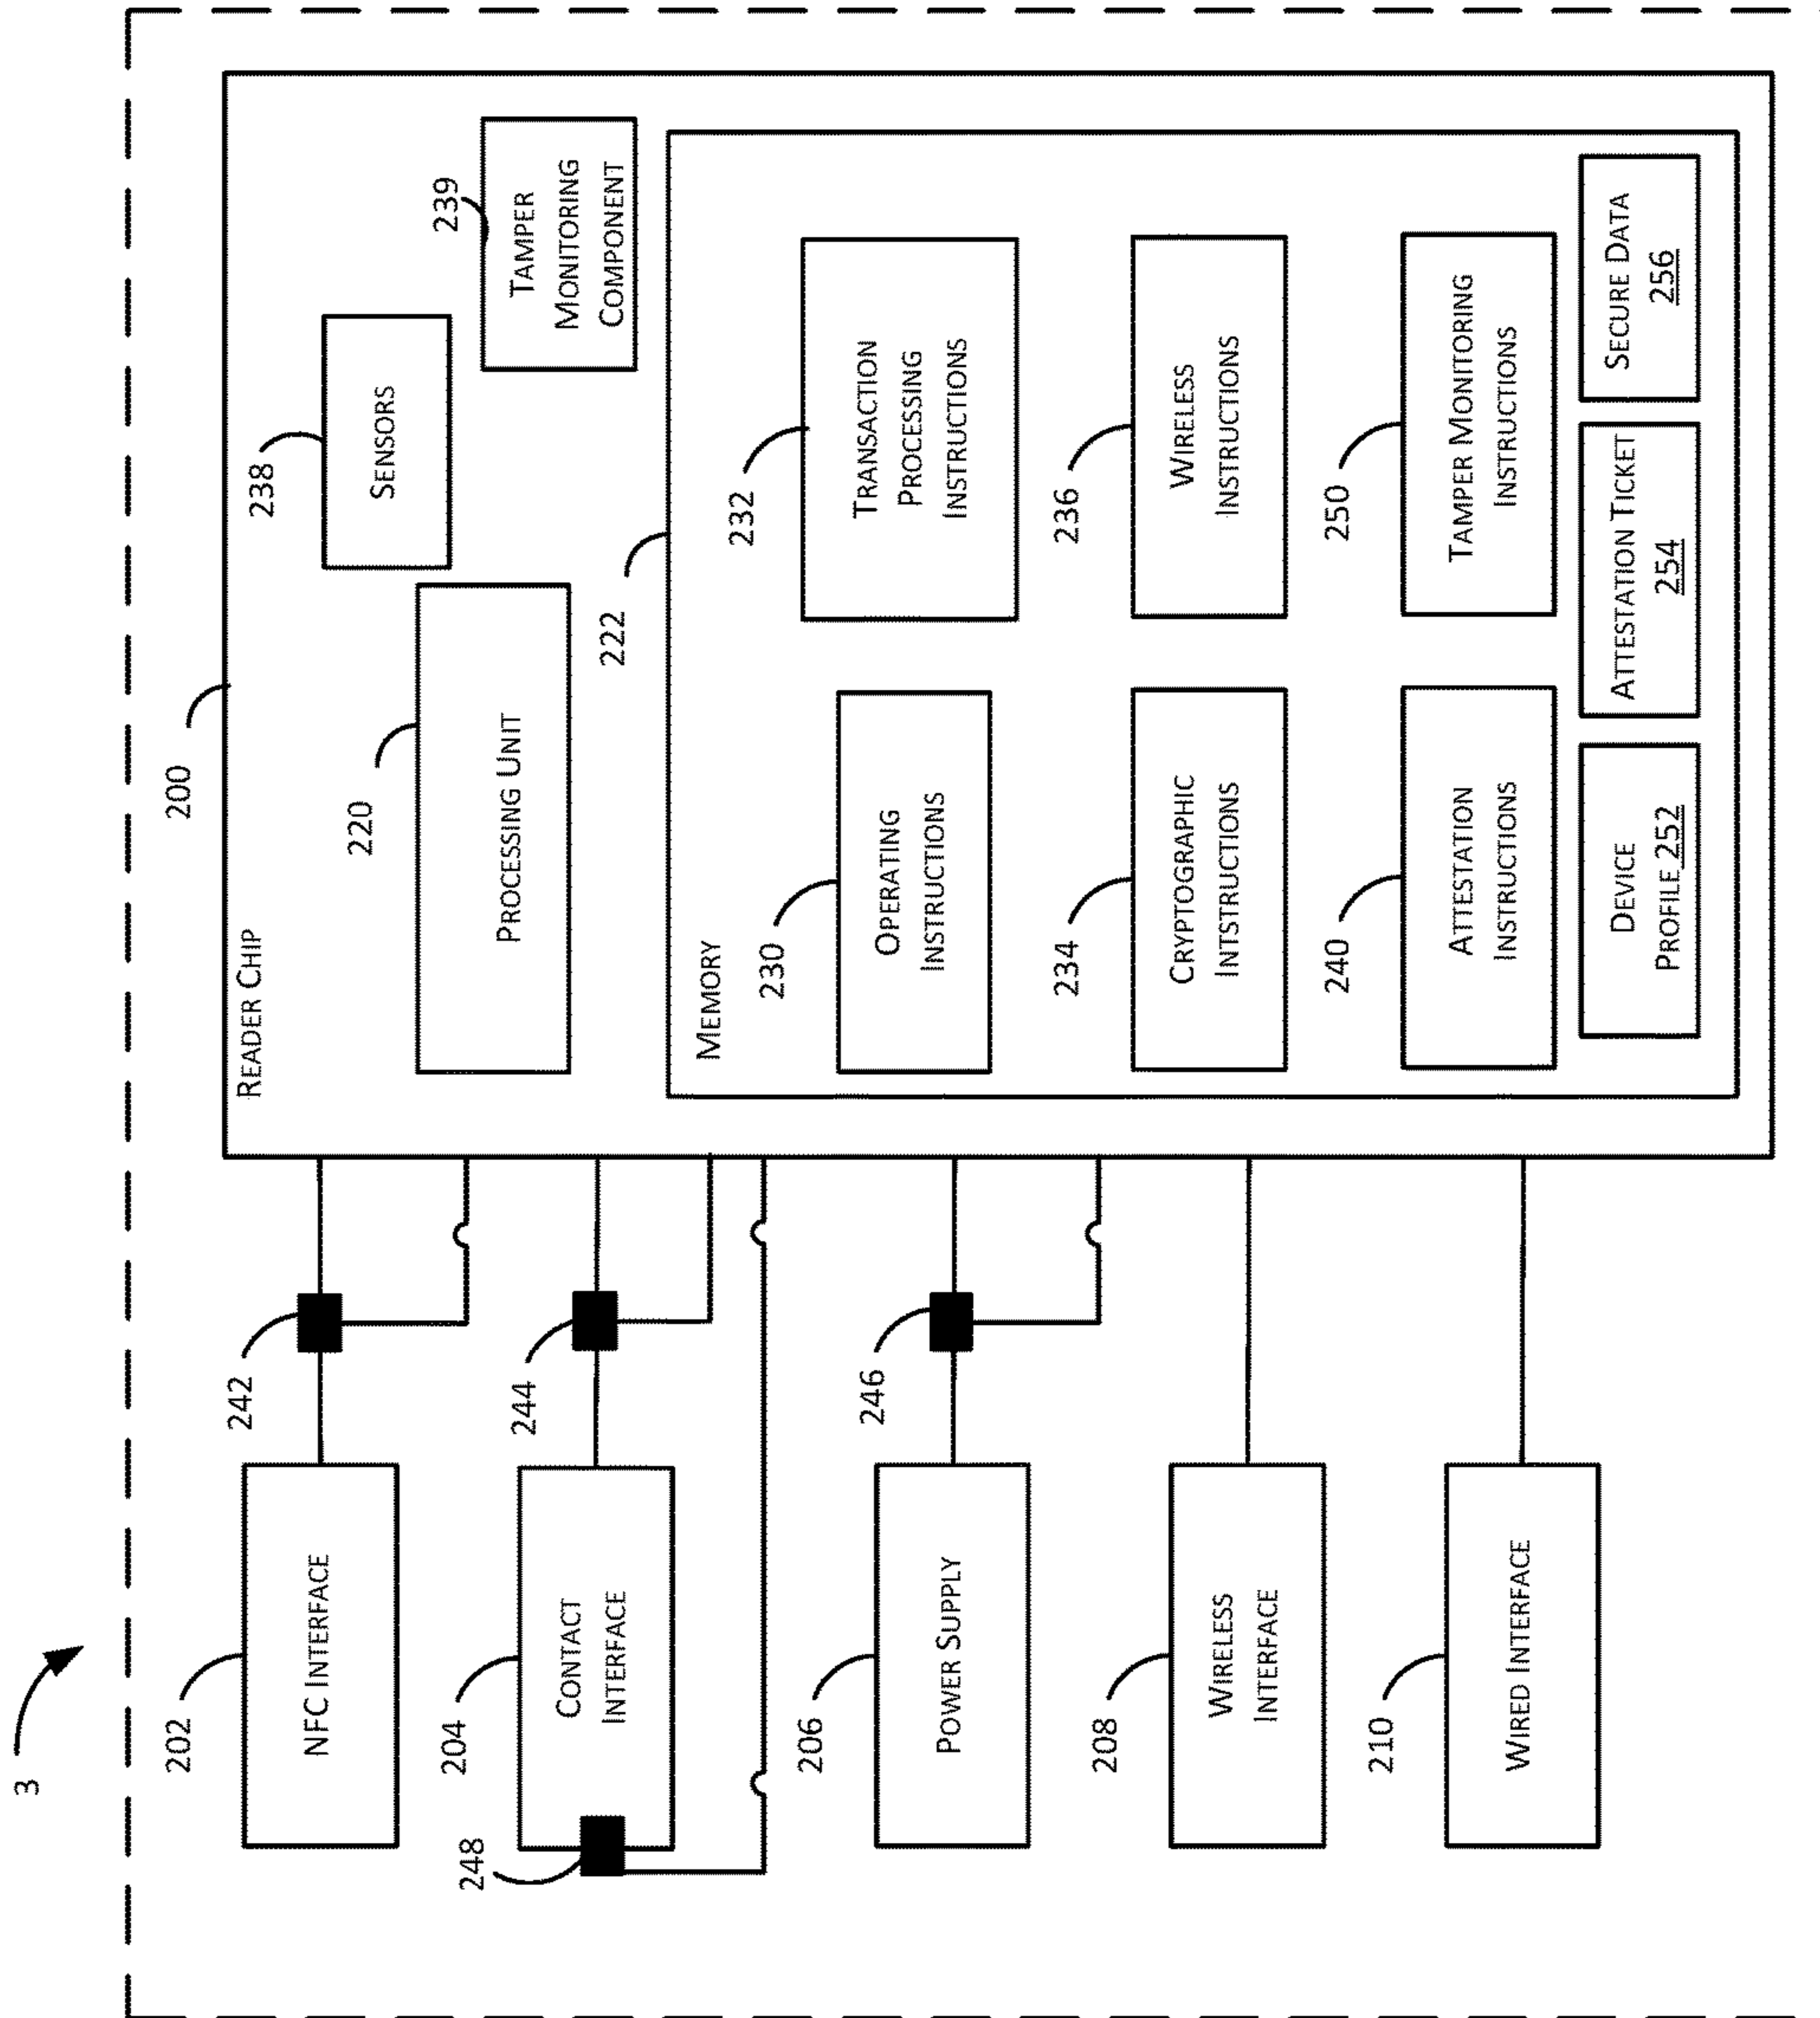 3
200
READER CHIP
220
PROCESSING UNIT
238
SENSORS
239
TAMPER
MONITORING
COMPONENT
222
MEMORY
230
OPERATING
INSTRUCTIONS
232
TRANSACTION
PROCESSING
INSTRUCTIONS
234
CRYPTOGRAPHIC
INTSTRUCTIONS
236
WIRELESS
INSTRUCTIONS
240
ATTESTATION
INSTRUCTIONS
250
TAMPER MONITORING
INSTRUCTIONS
DEVICE
PROFILE 252
ATTESTATION TICKET
254
SECURE DATA
256
202
NFC INTERFACE
242
204
CONTACT
INTERFACE
244
248
206
POWER SUPPLY
246
208
WIRELESS
INTERFACE
210
WIRED INTERFACE